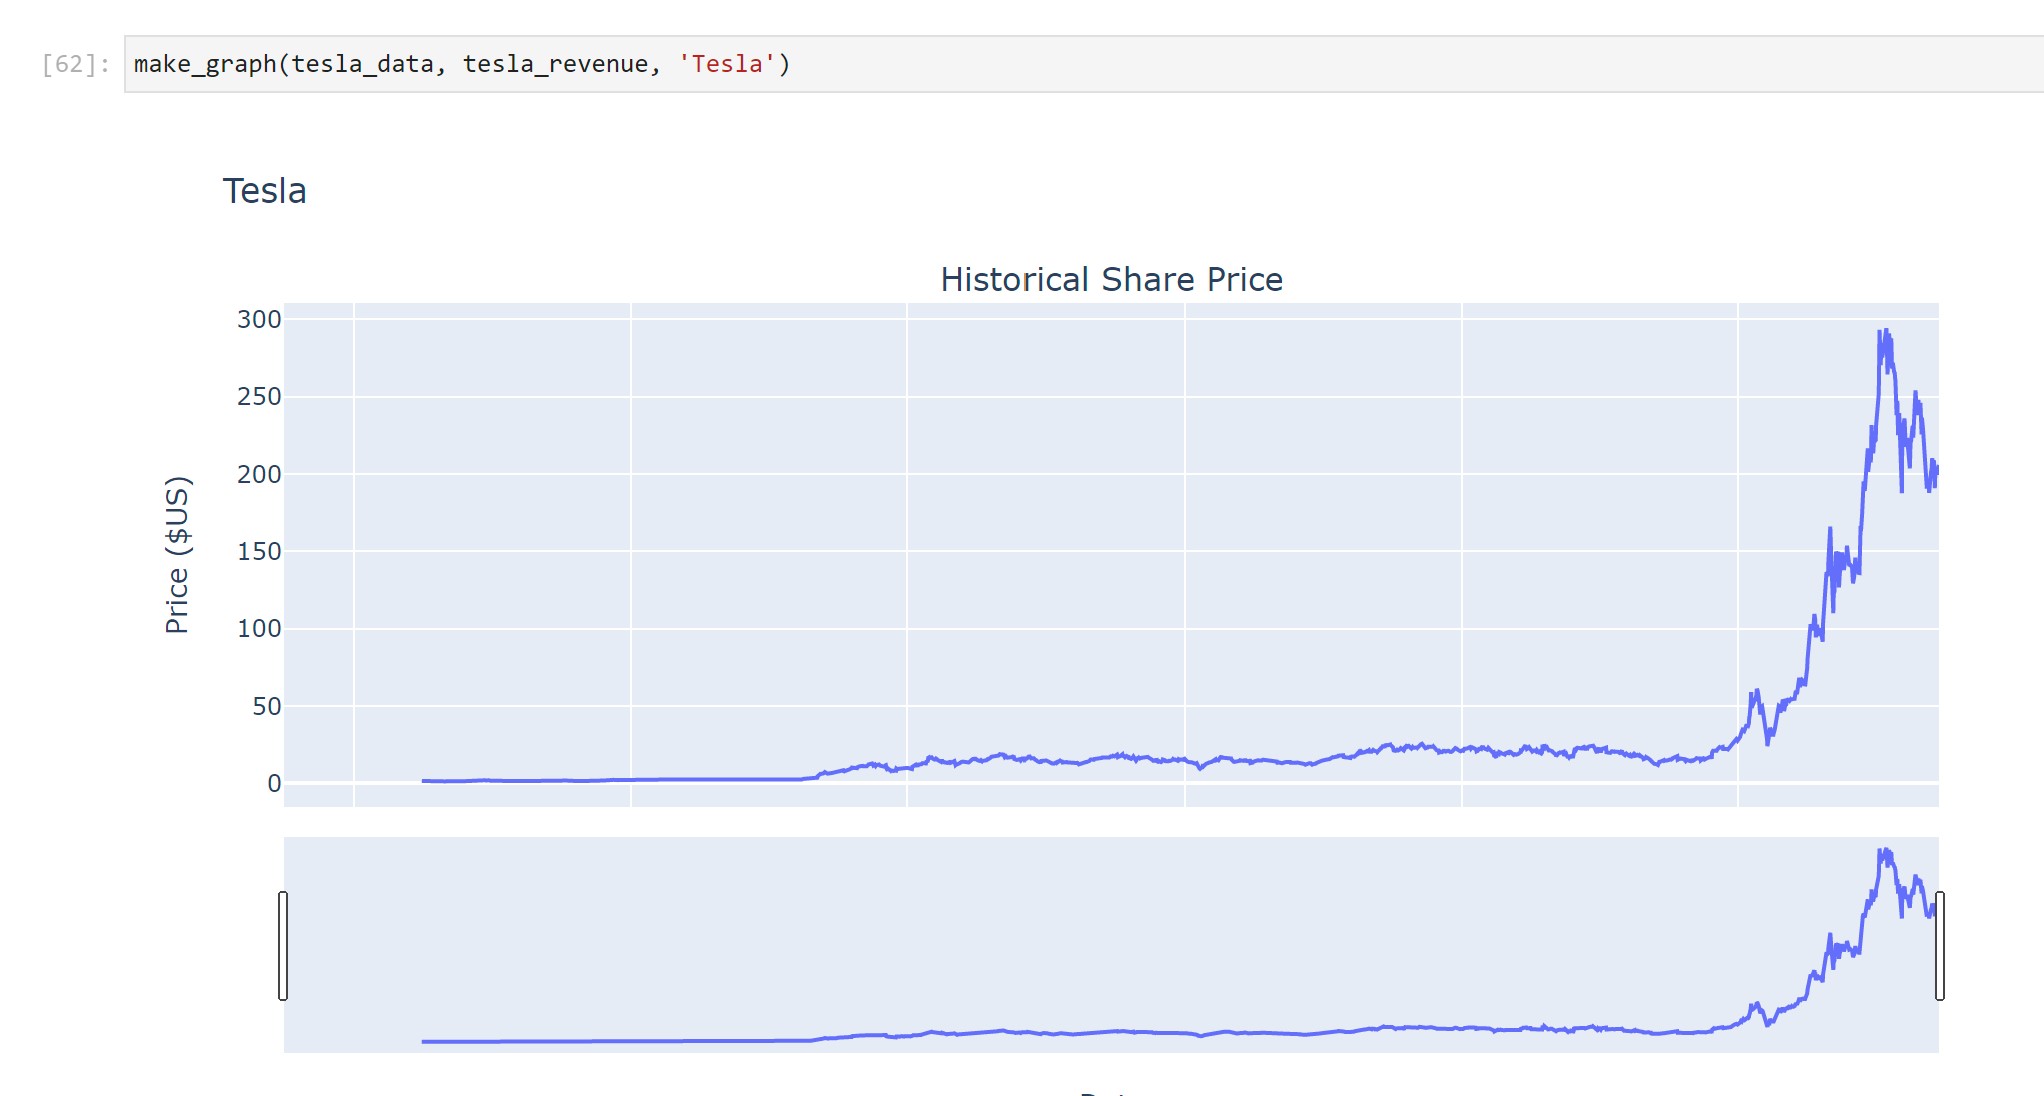 [62]: make_graph(tesla_data, tesla_revenue, 'Tesla')
Tesla
Historical Share Price
300
250
200
150
100
50
0
Price ($US)